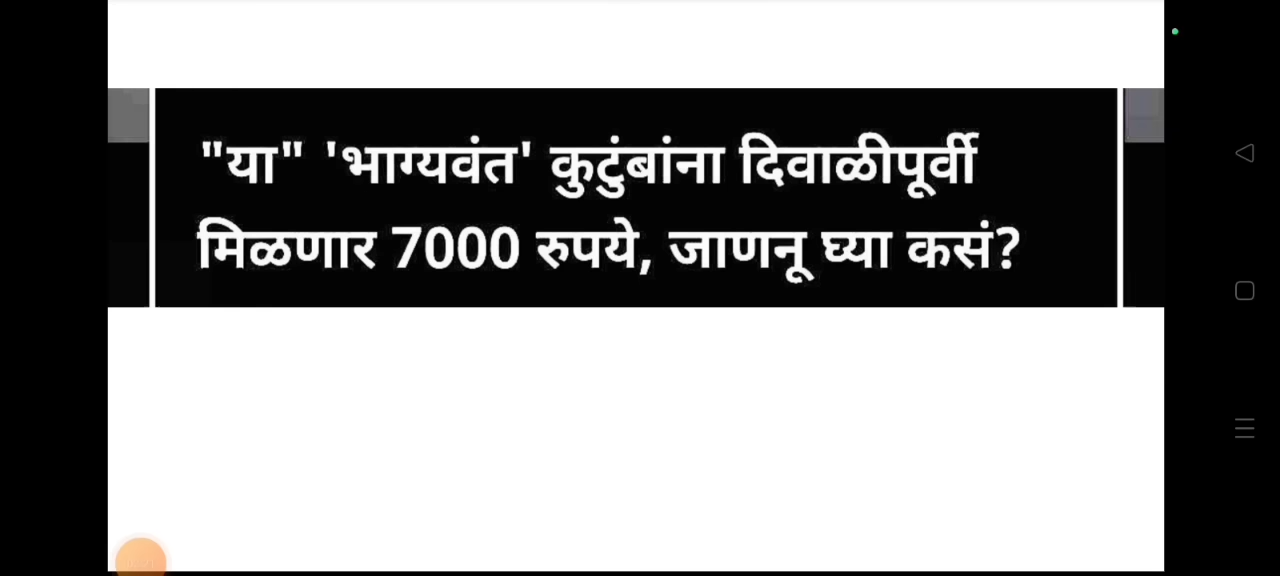 "या" 'भाग्यवंत' कुटुंबांना दिवाळीपूर्वी
मिळणार 7000 रुपये, जाणनू घ्या कसं?